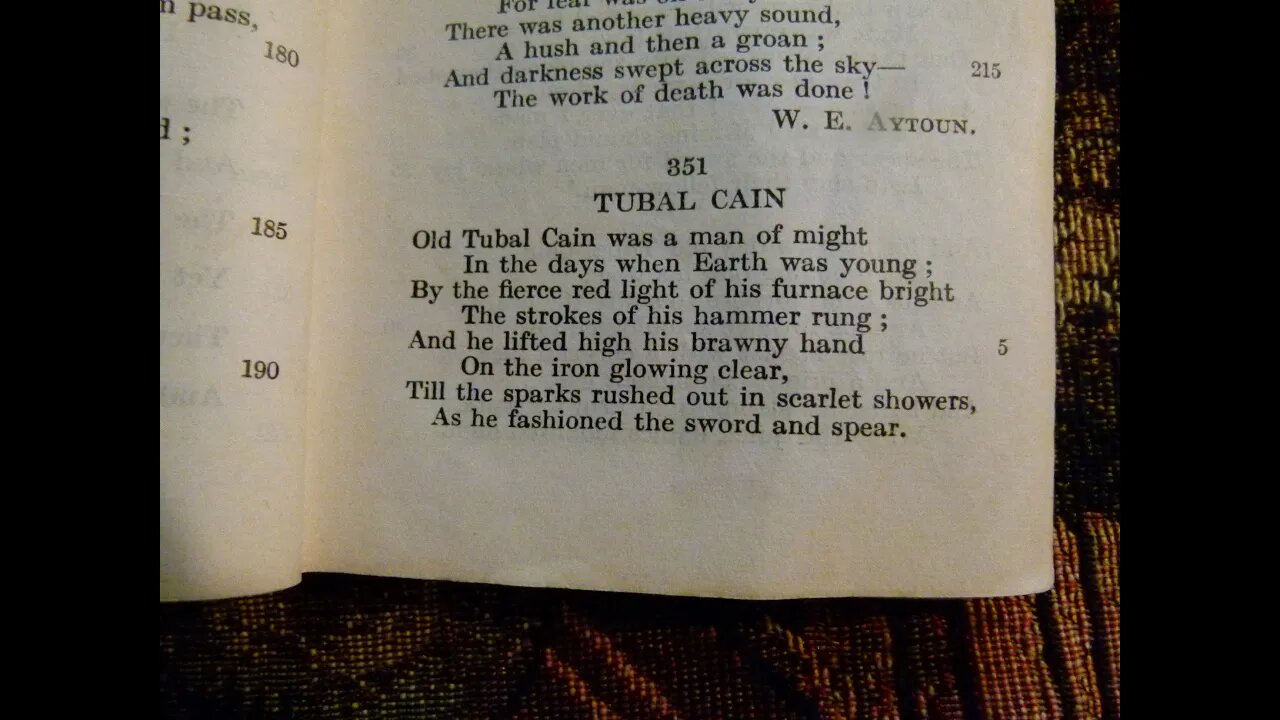 n pass,
180
d ;
185
190
For fear was on
There was another heavy sound,
A hush and then a groan ;
And darkness swept across the sky— 215
The work of death was done !
W. E. AYTOUN.
351
TUBAL CAIN
Old Tubal Cain was a man of might
In the days when Earth was young ;
By the fierce red light of his furnace bright
The strokes of his hammer rung ;
And he lifted high his brawny hand 5
On the iron glowing clear,
Till the sparks rushed out in scarlet showers,
As he fashioned the sword and spear.